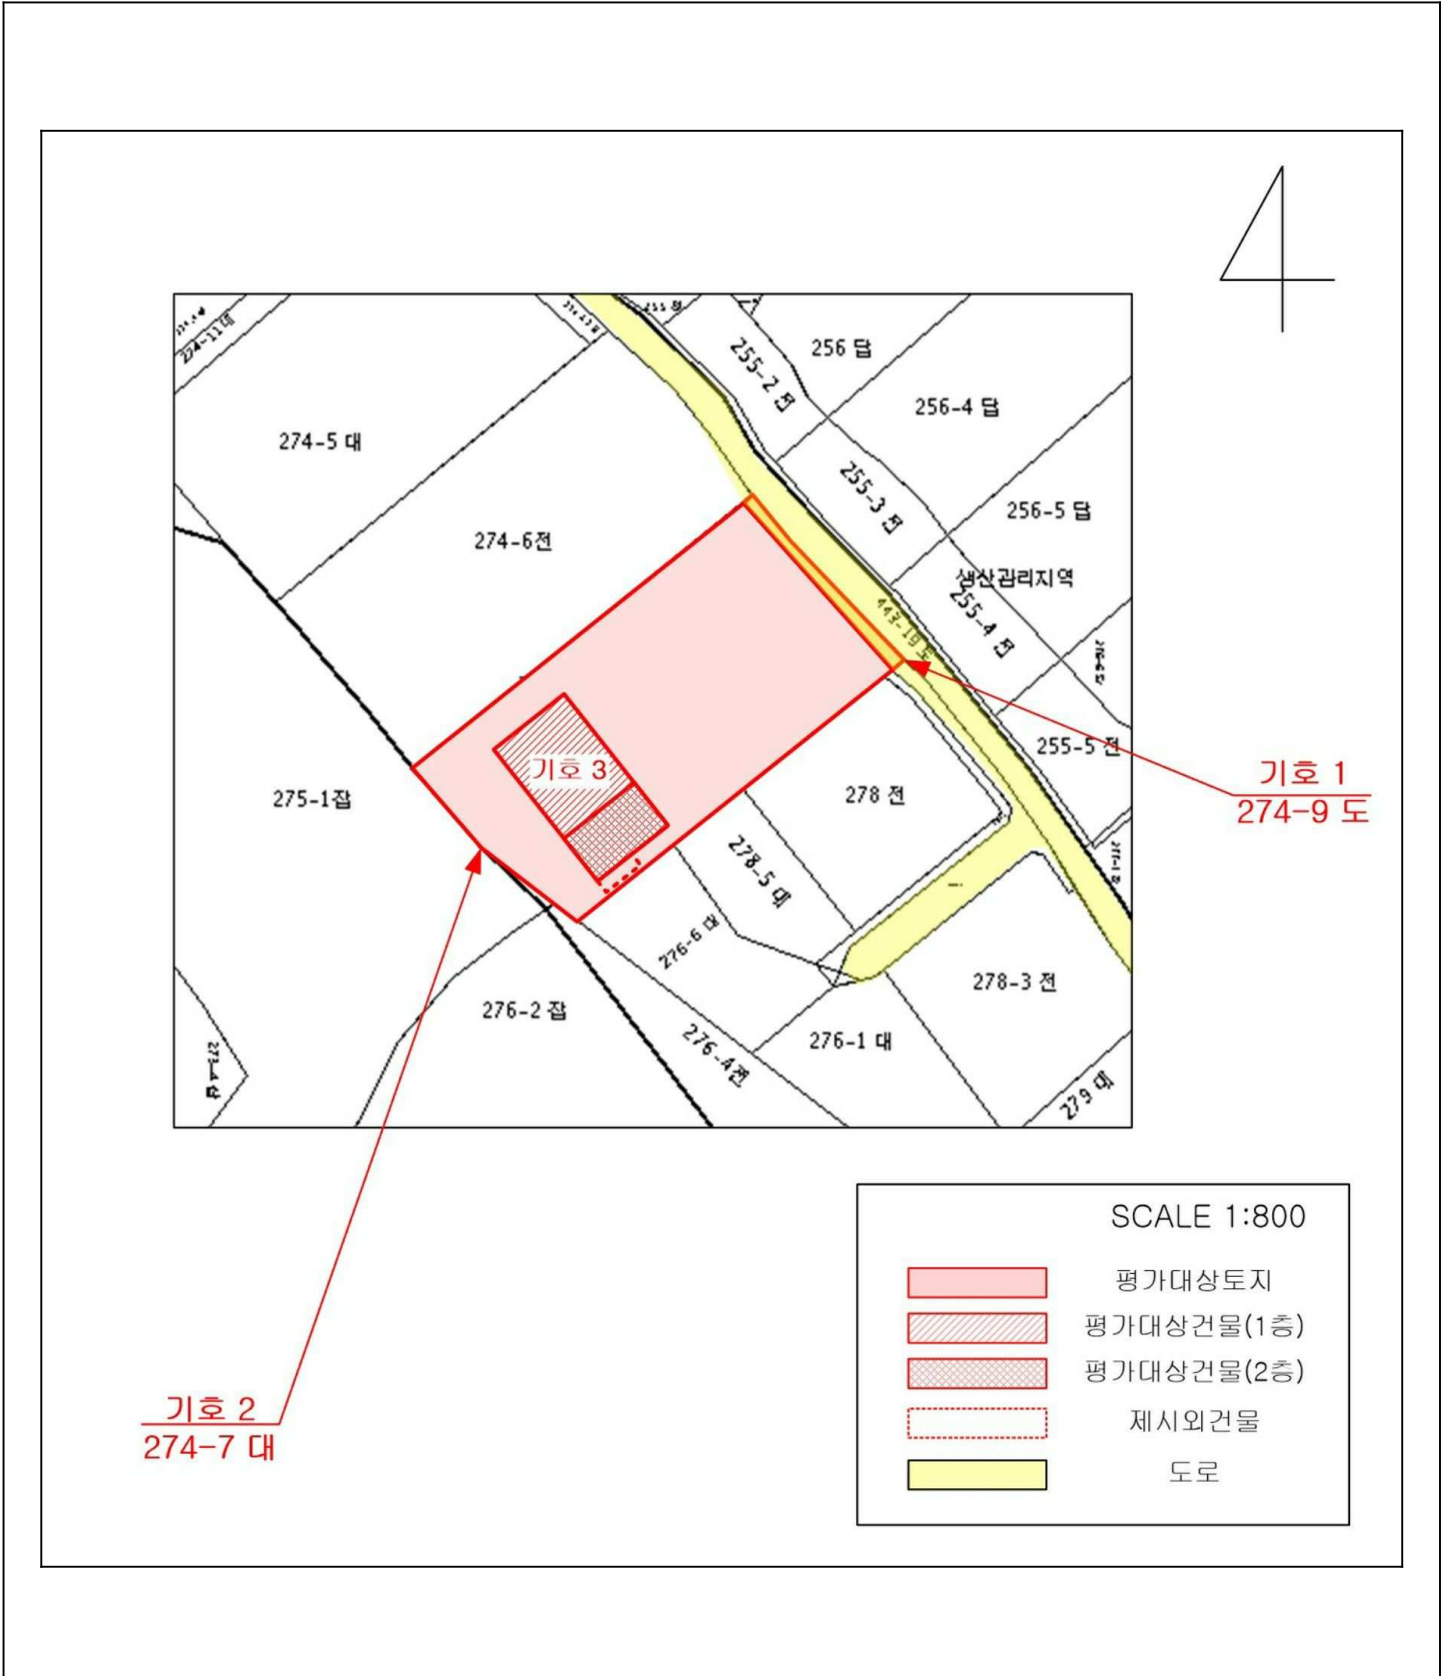 274-11대
255-2 전
256 답
256-4 답
274-5 대
255-3 전
256-5 답
274-6전
생산관리지역
255-4 전
443-19 도
255-5 전
기호 3
275-1잡
278 전
기호 1
274-9 도
278-5 대
276-6 대
278-3 전
276-2 잡
276-4전
276-1 대
279 대
SCALE 1:800
평가대상토지
평가대상건물(1층)
평가대상건물(2층)
제시외건물
도로
기호 2
274-7 대